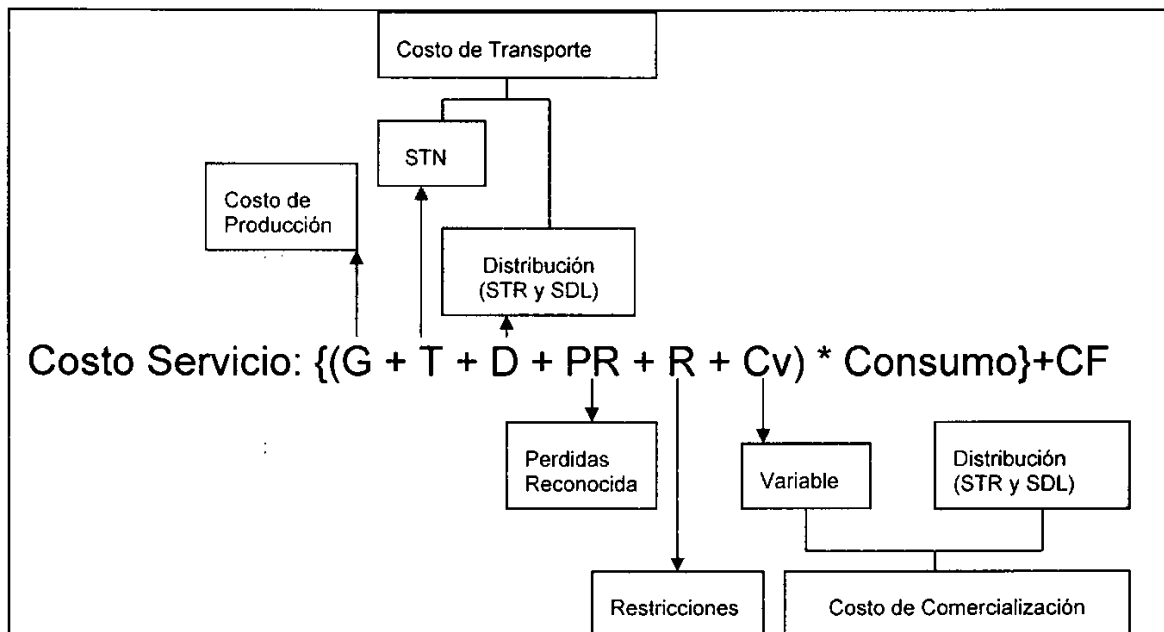 Costo de Transporte
STN
Costo de
Producción
Distribución
(STR y SDL)
Costo Servicio: {(G + T + D + PR + R + Cv) * Consumo}+CF
Perdidas
Reconocida
Variable
Distribución
(STR y SDL)
Restricciones
Costo de Comercialización